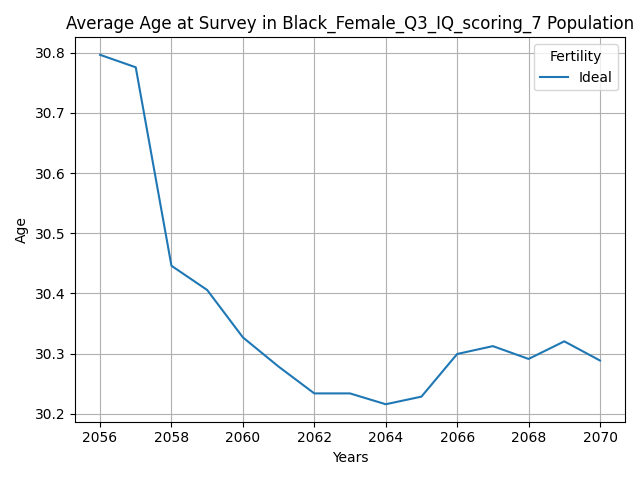 Average Age at Survey in Black_Female_Q3_IQ_scoring_7 Population
Fertility
Ideal
30.8
30.7
30.6
30.5
30.4
30.3
30.2
Age
2056 2058 2060 2062 2064 2066 2068 2070
Years